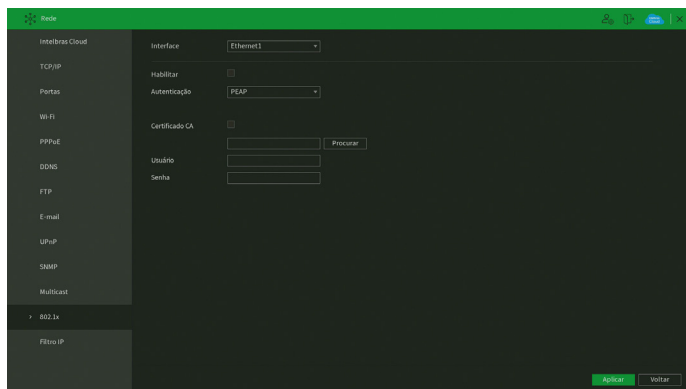 Rede
Intelbras Cloud
TCP/IP
Portas
Wi-Fi
PPPoE
DDNS
FTP
E-mail
UPnP
SNMP
Multicast
802.1x
Filtro IP
Interface
Ethernet1
Habilitar
Autenticação
PEAP
Certificado CA
Procurar
Usuário
Senha
Aplicar
Voltar